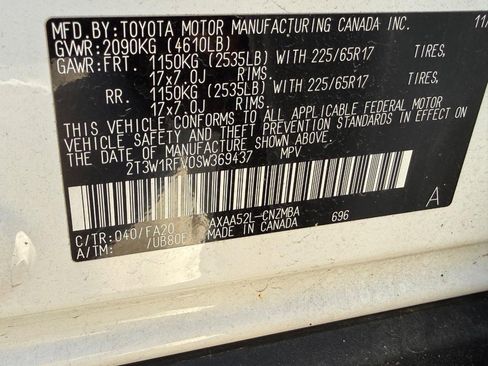 MFD. BY: TOYOTA MOTOR MANUFACTURING CANADA INC. 11/
GVWR: 2090KG (4610LB)
GAWR: FRT. 1150KG (2535LB) WITH 225/65R17 TIRES,
17x7.0J RIMS.
RR. 1150KG (2535LB) WITH 225/65R17 TIRES,
17x7.0J RIMS.
THIS VEHICLE CONFORMS TO ALL APPLICABLE FEDERAL MOTOR
VEHICLE SAFETY AND THEFT PREVENTION STANDARDS IN EFFECT
ON THE DATE OF MANUFACTURE SHOWN ABOVE.
2T3W1RFV0SW369437 MPV
A
C/TR: 040/FA20 AXAA52L-CNZMBA 696
A/TM: /UB80F MADE IN CANADA